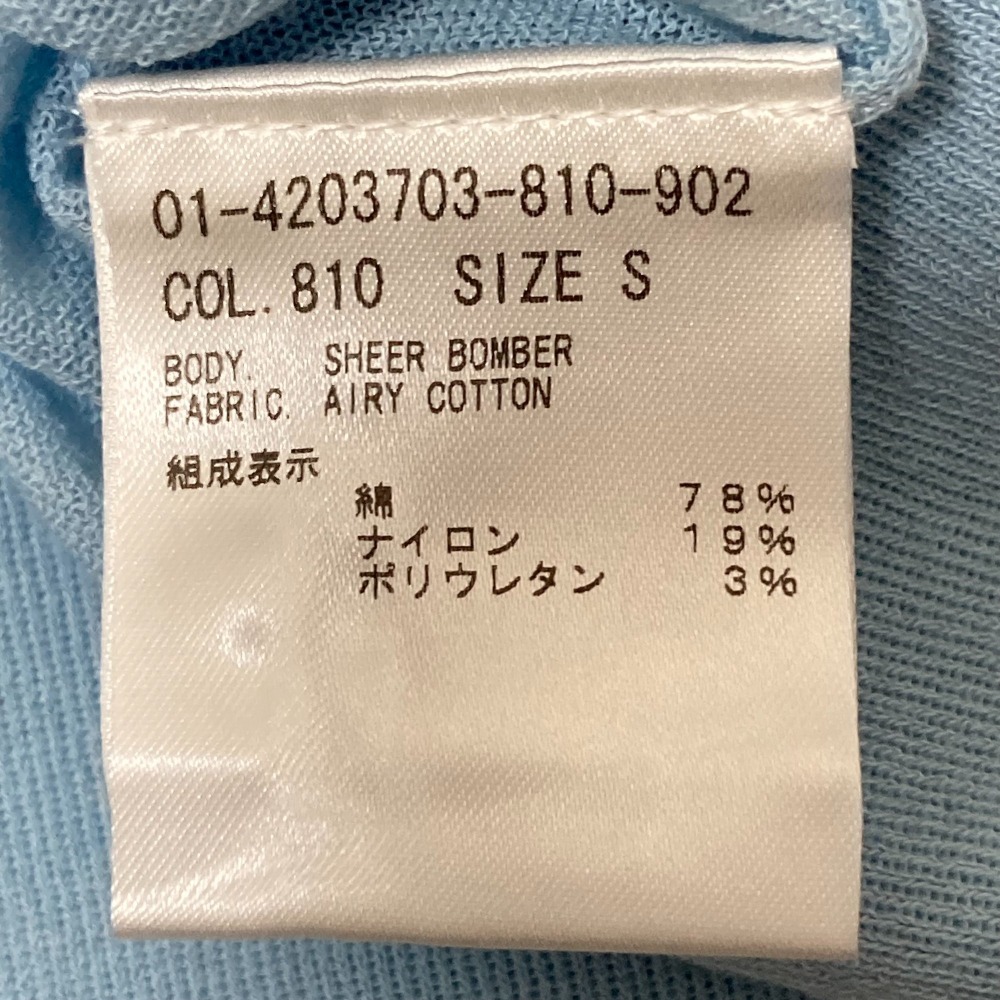 01-4203703-810-902
COL. 810 SIZE S
BODY. SHEER BOMBER
FABRIC. AIRY COTTON
組成表示
綿 78%
ナイロン 19%
ポリウレタン 3%